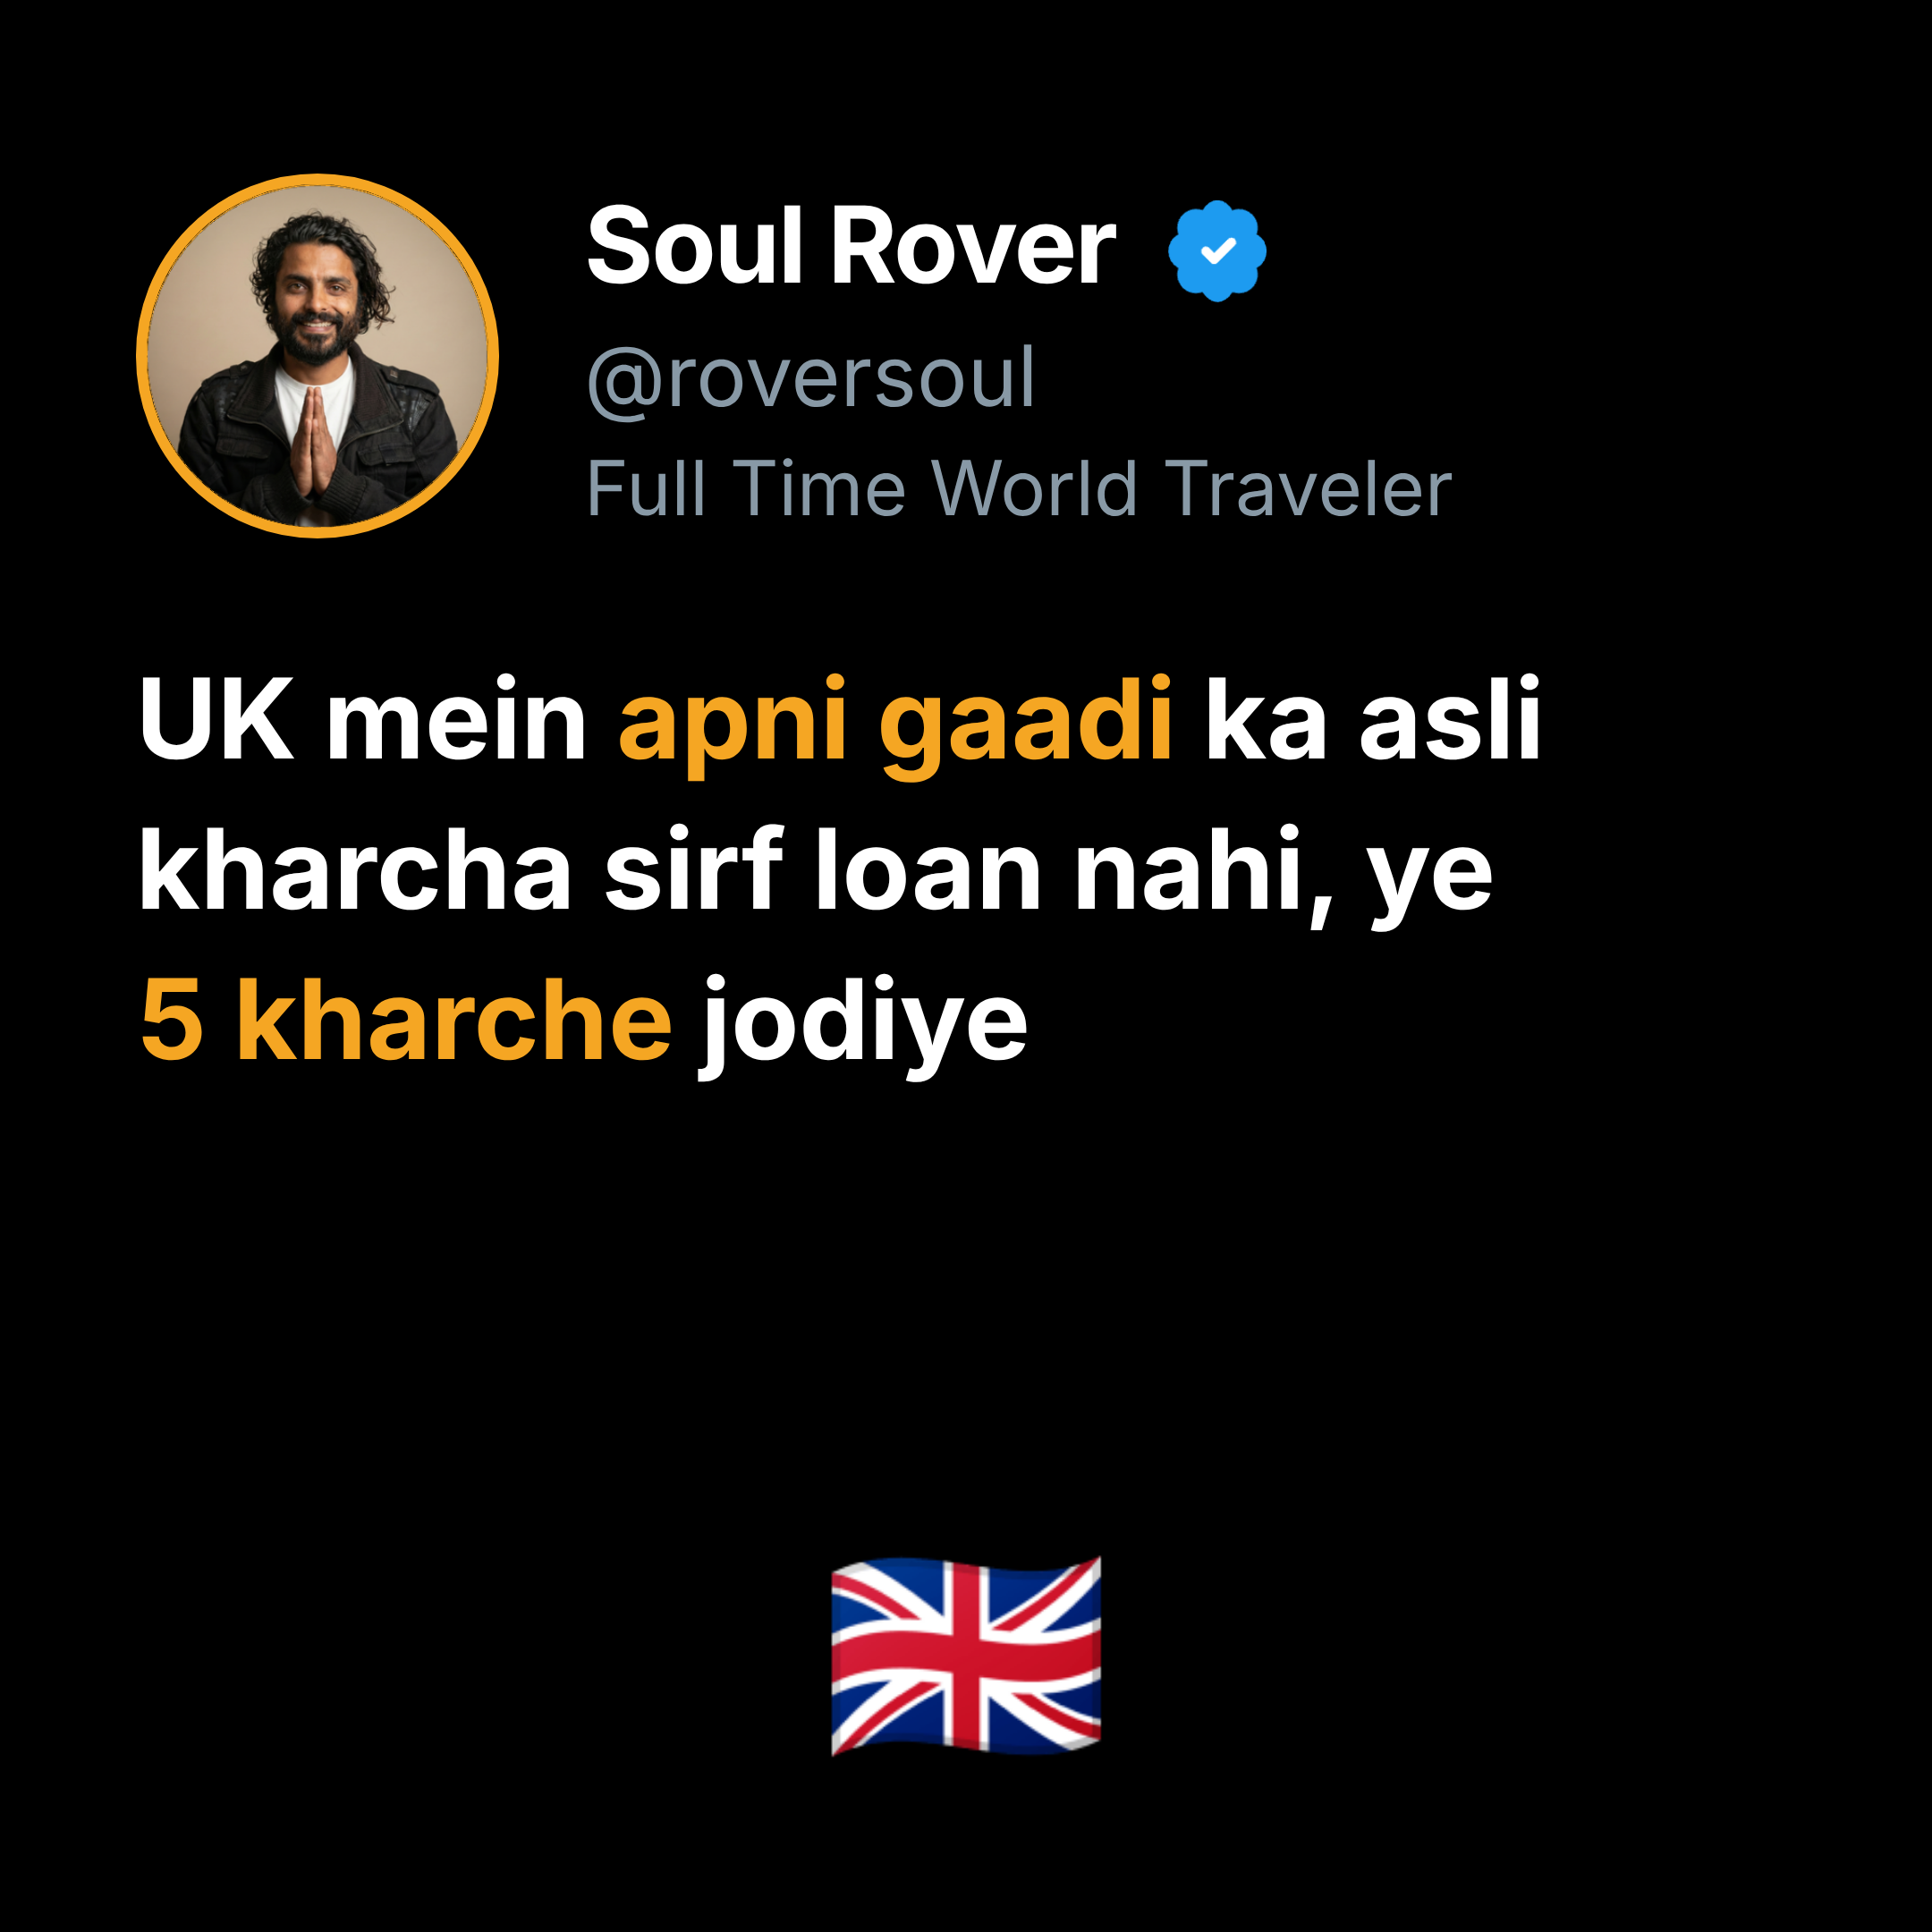 Soul Rover
@roversoul
Full Time World Traveler
UK mein apni gaadi ka asli
kharcha sirf loan nahi, ye
5 kharche jodiye